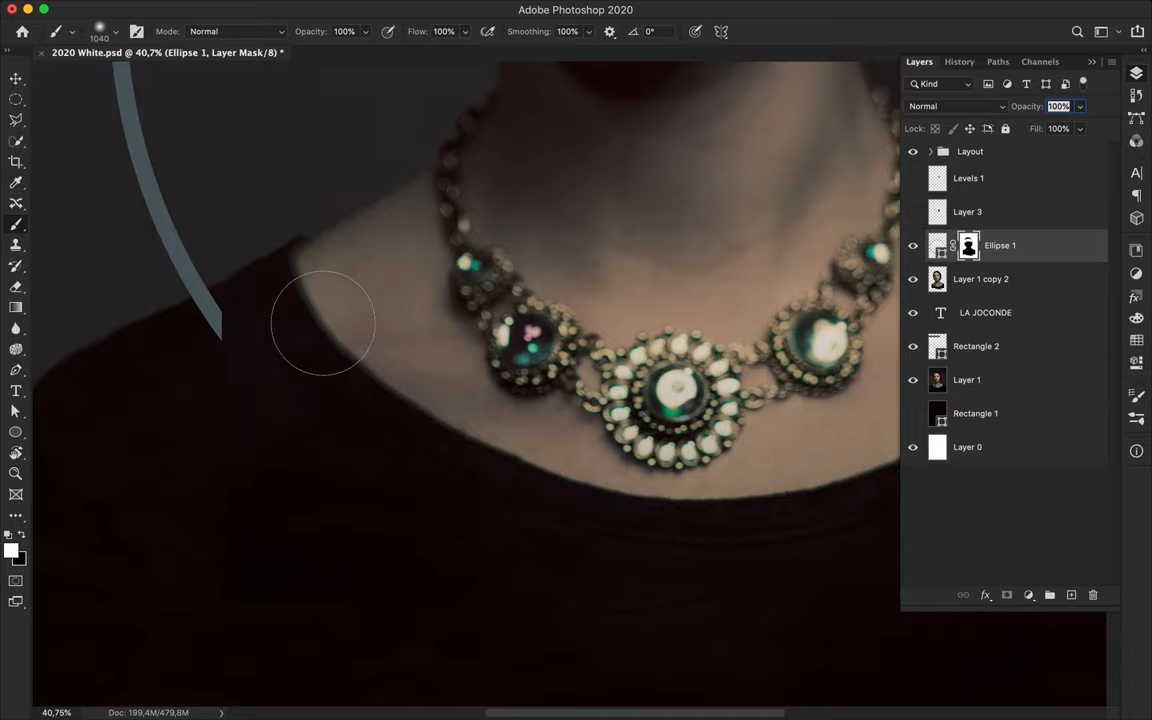 Adobe Photoshop 2020
1040
Mode: Normal
Opacity: 100%
Flow: 100%
Smoothing: 100%
0°
2020 White.psd @ 40,7% (Ellipse 1, Layer Mask/8) *
Layers History Paths Channels
Kind
Normal
Opacity: 100%
Lock:
Fill: 100%
Layout
Levels 1
Layer 3
Ellipse 1
Layer 1 copy 2
LA JOCONDE
Rectangle 2
Layer 1
Rectangle 1
Layer 0
40,75%
Doc: 199,4M/479,8M